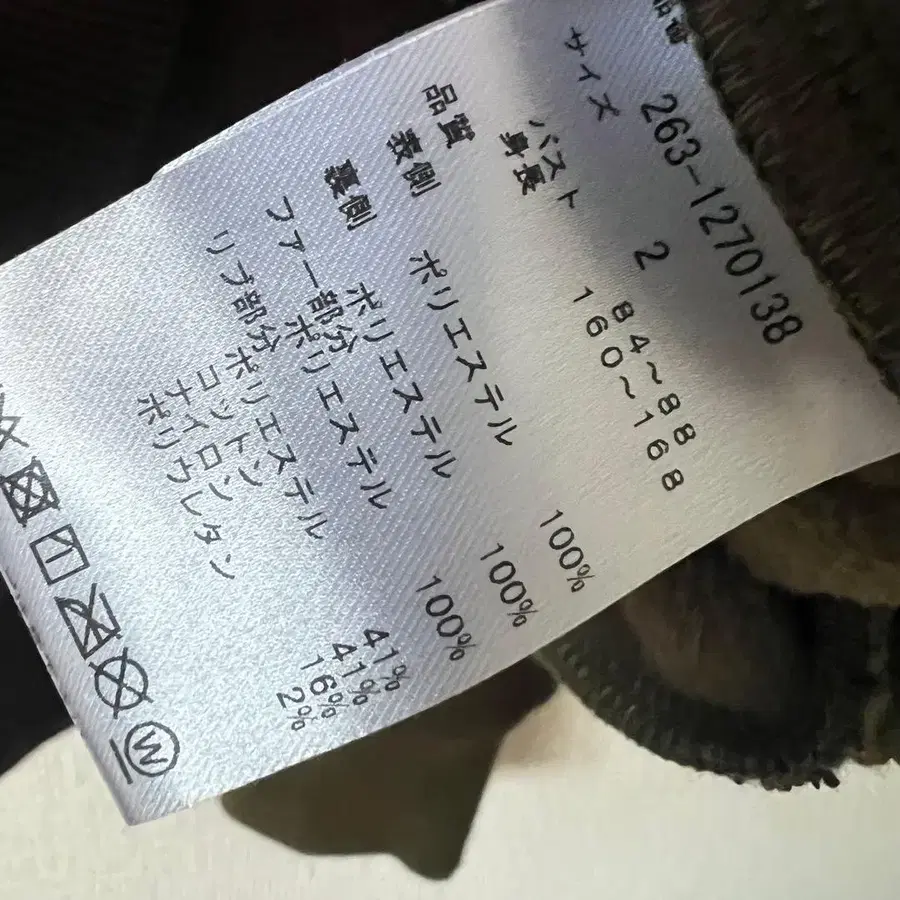 品番 263-1270138
サイズ 2
バスト 84～88
身長 160～168
品質
表側 ポリエステル 100%
裏側 ポリエステル 100%
ファー部分
ポリエステル 100%
リブ部分
ポリエステル 41%
コットン 41%
ナイロン 16%
ポリウレタン 2%
W